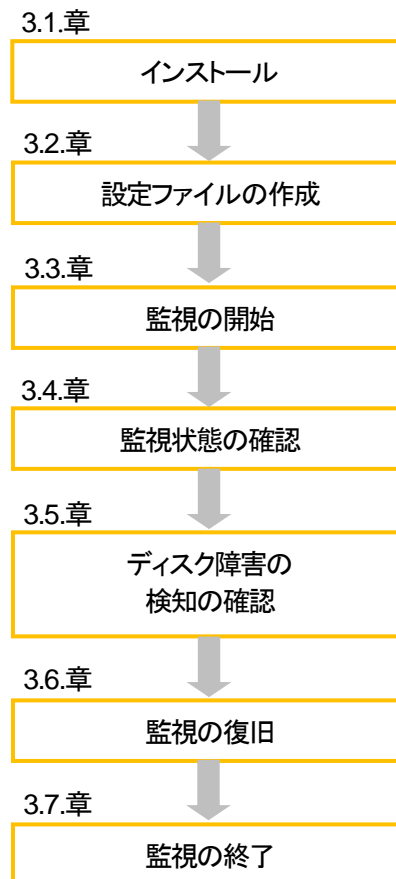 3.1.章
インストール
3.2.章
設定ファイルの作成
3.3.章
監視の開始
3.4.章
監視状態の確認
3.5.章
ディスク障害の
検知の確認
3.6.章
監視の復旧
3.7.章
監視の終了